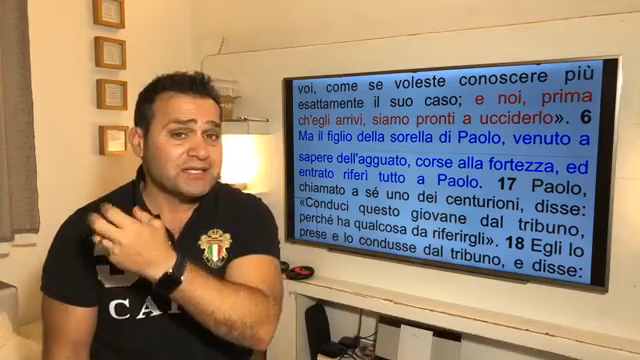 voi, come se voleste conoscere più
esattamente il suo caso; e noi, prima
ch'egli arrivi, siamo pronti a ucciderlo». 6
Ma il figlio della sorella di Paolo, venuto a
sapere dell'agguato, corse alla fortezza, ed
entrato riferì tutto a Paolo. 17 Paolo,
chiamato a sé uno dei centurioni, disse:
«Conduci questo giovane dal tribuno,
perché ha qualcosa da riferirgli». 18 Egli lo
prese e lo condusse dal tribuno, e disse: